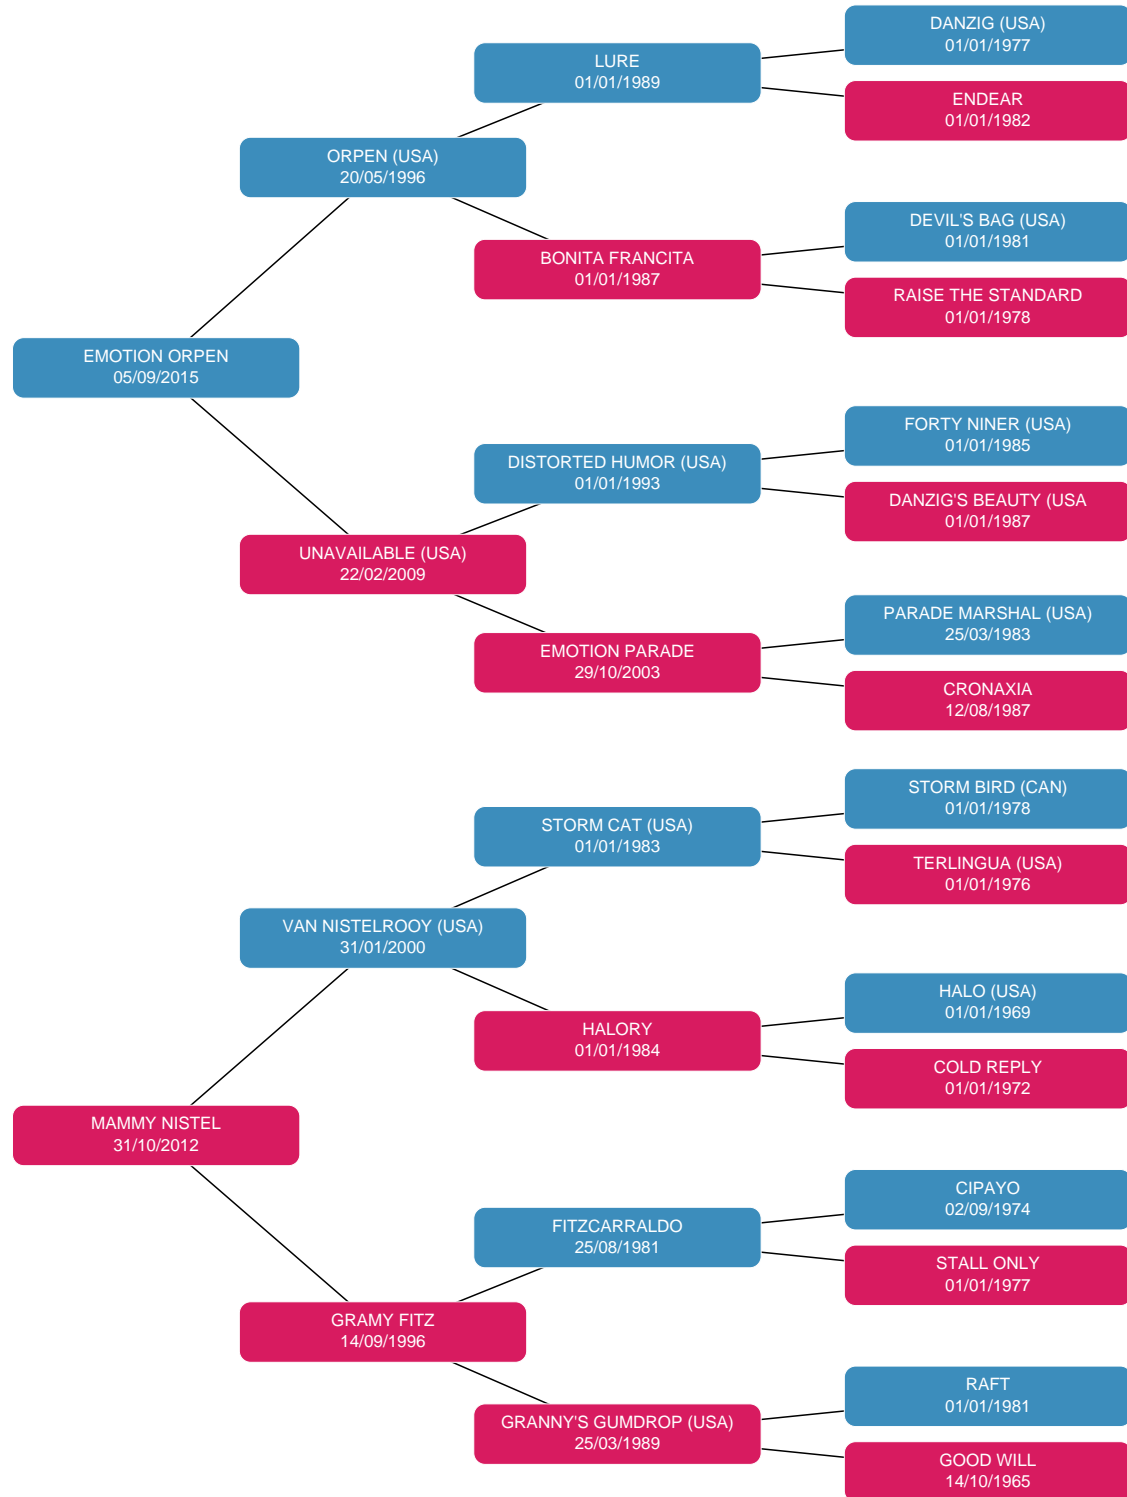 DANZIG (USA)
01/01/1977
LURE
01/01/1989
ENDEAR
01/01/1982
ORPEN (USA)
20/05/1996
DEVIL'S BAG (USA)
01/01/1981
BONITA FRANCITA
01/01/1987
RAISE THE STANDARD
01/01/1978
EMOTION ORPEN
05/09/2015
FORTY NINER (USA)
01/01/1985
DISTORTED HUMOR (USA)
01/01/1993
DANZIG'S BEAUTY (USA
01/01/1987
UNAVAILABLE (USA)
22/02/2009
PARADE MARSHAL (USA)
25/03/1983
EMOTION PARADE
29/10/2003
CRONAXIA
12/08/1987
STORM BIRD (CAN)
01/01/1978
STORM CAT (USA)
01/01/1983
TERLINGUA (USA)
01/01/1976
VAN NISTELROOY (USA)
31/01/2000
HALO (USA)
01/01/1969
HALORY
01/01/1984
COLD REPLY
01/01/1972
MAMMY NISTEL
31/10/2012
CIPAYO
02/09/1974
FITZCARRALDO
25/08/1981
STALL ONLY
01/01/1977
GRAMY FITZ
14/09/1996
RAFT
01/01/1981
GRANNY'S GUMDROP (USA)
25/03/1989
GOOD WILL
14/10/1965